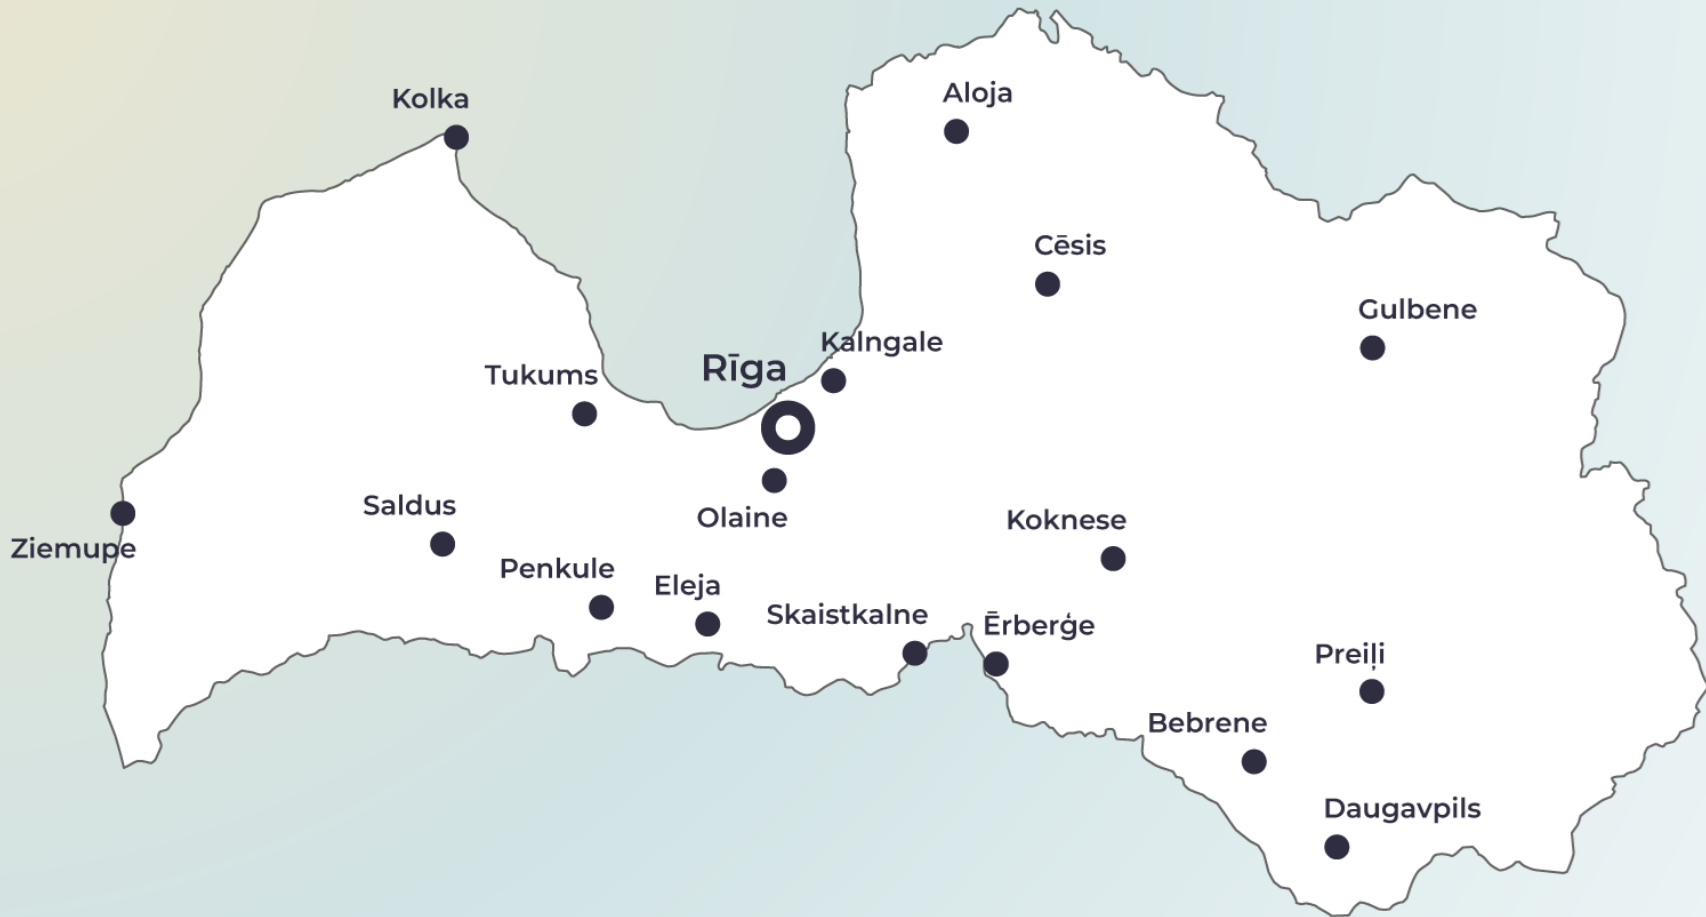 Aloja
Kolka
Cēsis
Gulbene
Kalngale
Rīga
Tukums
Saldus
Olaine
Koknese
Ziemupe
Penkule
Eleja
Skaistkalne
Ērberģe
Preiļi
Bebrene
Daugavpils